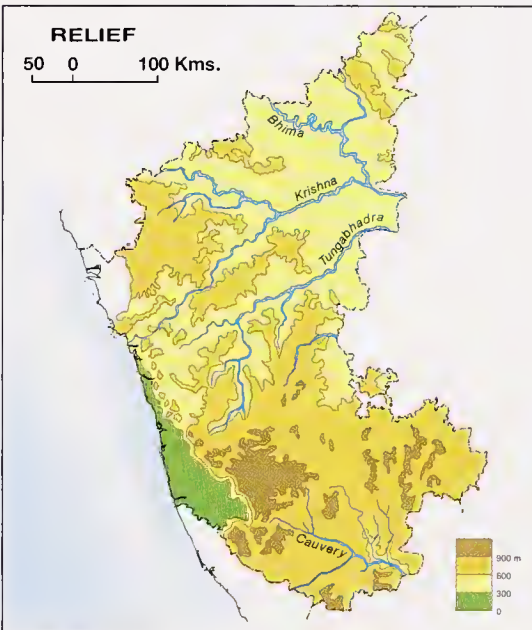 RELIEF
50 0 100 Kms.
Bhima
Krishna
Tungabhadra
Cauvery
900 m
600
300
0